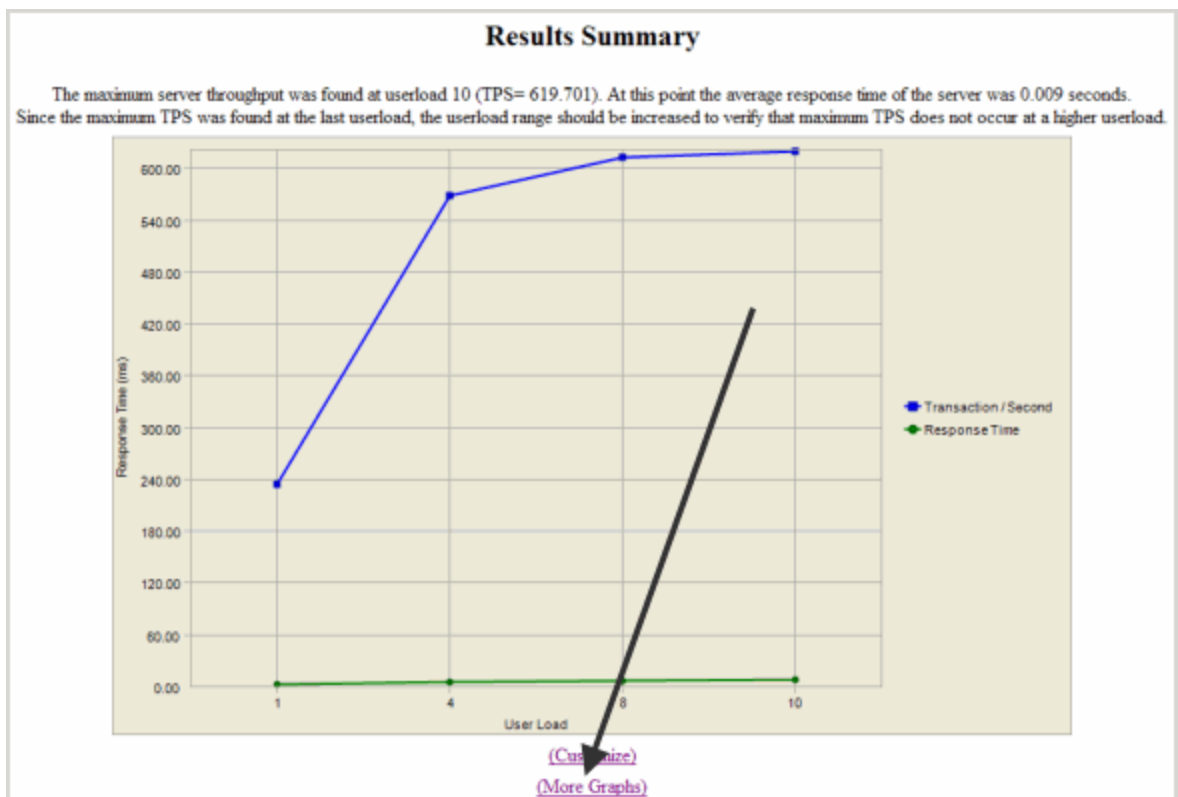 Results Summary
The maximum server throughput was found at userload 10 (TPS= 619.701). At this point the average response time of the server was 0.009 seconds.
Since the maximum TPS was found at the last userload, the userload range should be increased to verify that maximum TPS does not occur at a higher userload.
600.00
540.00
480.00
420.00
360.00
300.00
240.00
180.00
120.00
60.00
0.00
Response Time (ms)
Transaction / Second
Response Time
1 4 8 10
User Load
(Customize)
(More Graphs)